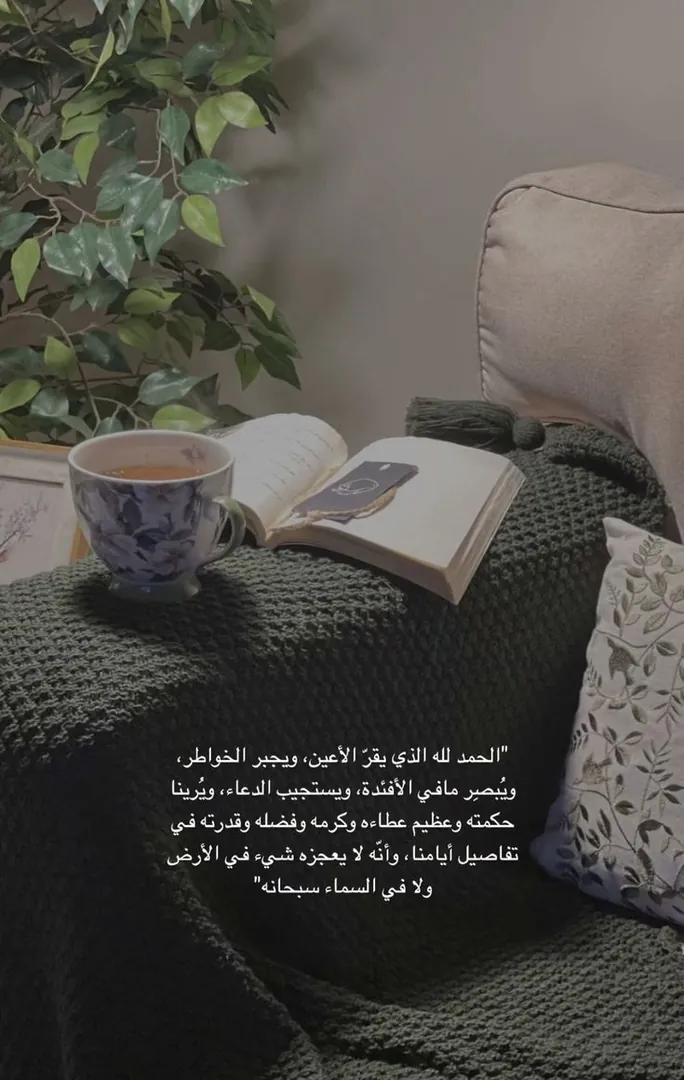 "الحمد لله الذي يقرّ الأعين، ويجبر الخواطر،
ويُبصِر مافي الأفئدة، ويستجيب الدعاء، ويُرينا
حكمته وعظيم عطاءه وكرمه وفضله وقدرته في
تفاصيل أيامنا، وأنّه لا يعجزه شيء في الأرض
ولا في السماء سبحانه"